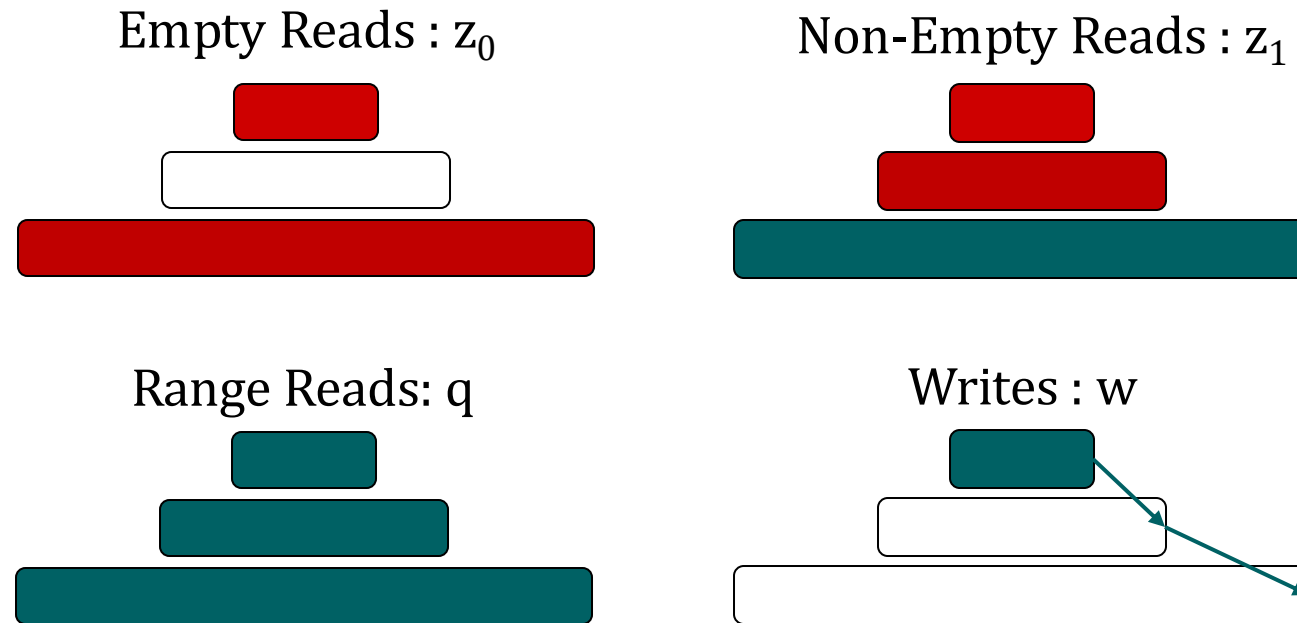 Empty Reads : z₀
Non-Empty Reads : z₁
Range Reads: q
Writes : w